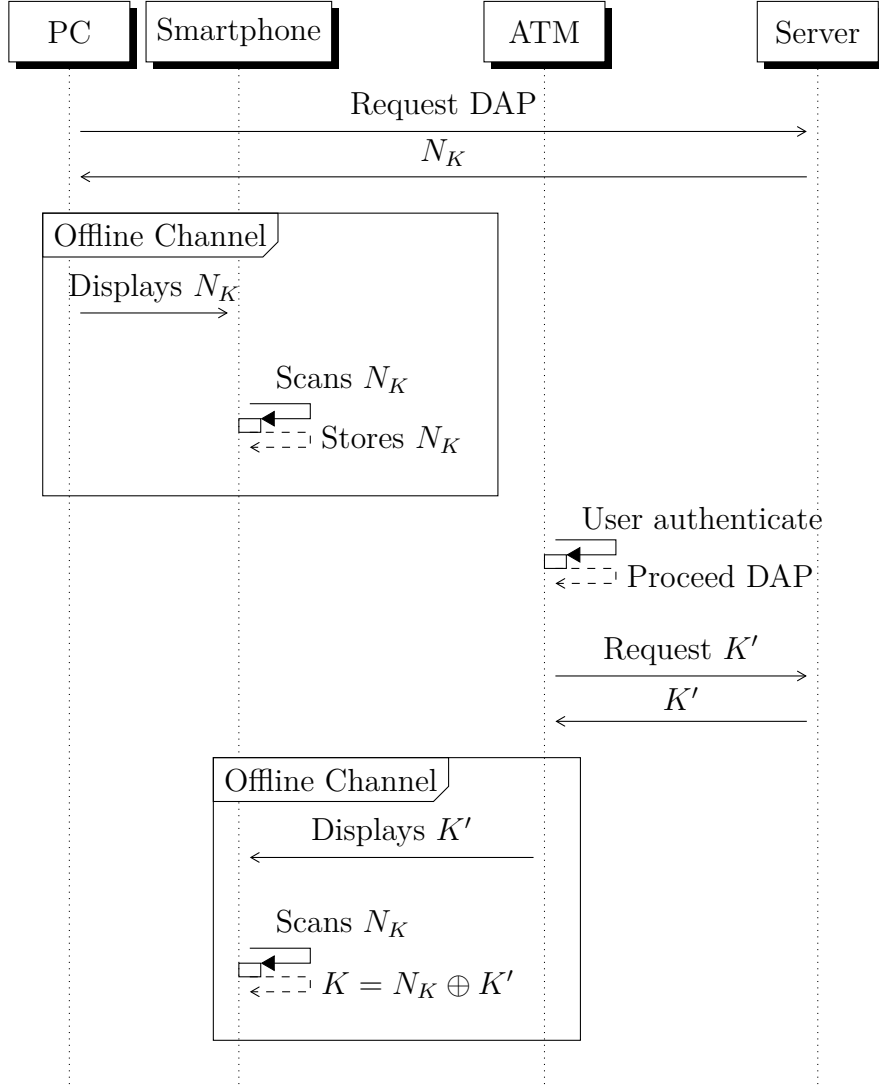 PC Smartphone ATM Server
Request DAP
N_K
Offline Channel
Displays N_K
Scans N_K
Stores N_K
User authenticate
Proceed DAP
Request K′
K′
Offline Channel
Displays K′
Scans N_K
K = N_K ⊕ K′